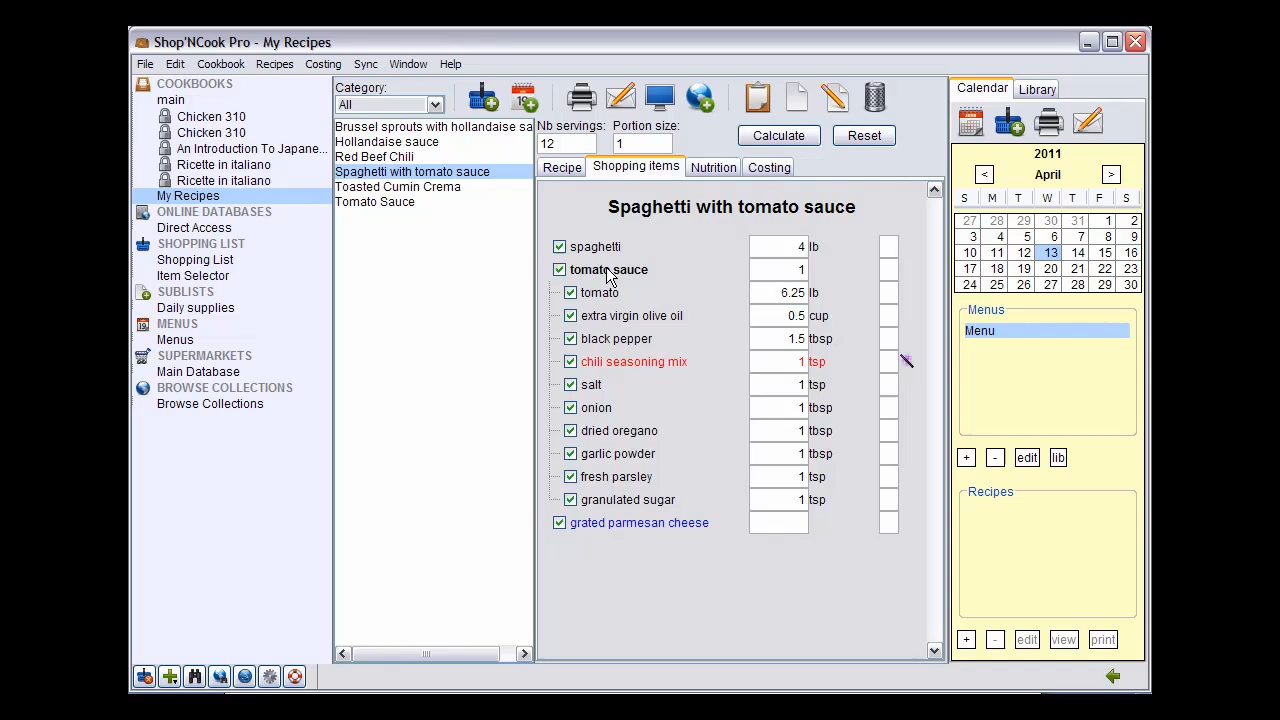 Shop'NCook Pro - My Recipes
File Edit Cookbook Recipes Costing Sync Window Help
COOKBOOKS
main
Chicken 310
Chicken 310
An Introduction To Japane...
Ricette in italiano
Ricette in italiano
My Recipes
ONLINE DATABASES
Direct Access
SHOPPING LIST
Shopping List
Item Selector
SUBLISTS
Daily supplies
MENUS
Menus
SUPERMARKETS
Main Database
BROWSE COLLECTIONS
Browse Collections
Category:
All
Brussel sprouts with hollandaise sa
Hollandaise sauce
Red Beef Chili
Spaghetti with tomato sauce
Toasted Cumin Crema
Tomato Sauce
19
Nb servings: Portion size:
12 1 Calculate Reset
Recipe Shopping items Nutrition Costing
Spaghetti with tomato sauce
spaghetti 4 lb
tomato sauce 1
tomato 6.25 lb
extra virgin olive oil 0.5 cup
black pepper 1.5 tbsp
chili seasoning mix 1 tsp
salt 1 tsp
onion 1 tbsp
dried oregano 1 tbsp
garlic powder 1 tbsp
fresh parsley 1 tsp
granulated sugar 1 tsp
grated parmesan cheese
Calendar Library
2011
< April >
S M T W T F S
27 28 29 30 31 1 2
3 4 5 6 7 8 9
10 11 12 13 14 15 16
17 18 19 20 21 22 23
24 25 26 27 28 29 30
Menus
Menu
+ - edit lib
Recipes
+ - edit view print